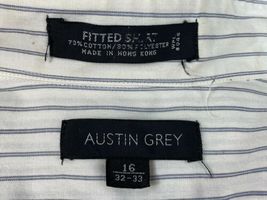 FITTED SHIRT
70% COTTON/30% POLYESTER
MADE IN HONG KONG
AUSTIN GREY
16
32-33